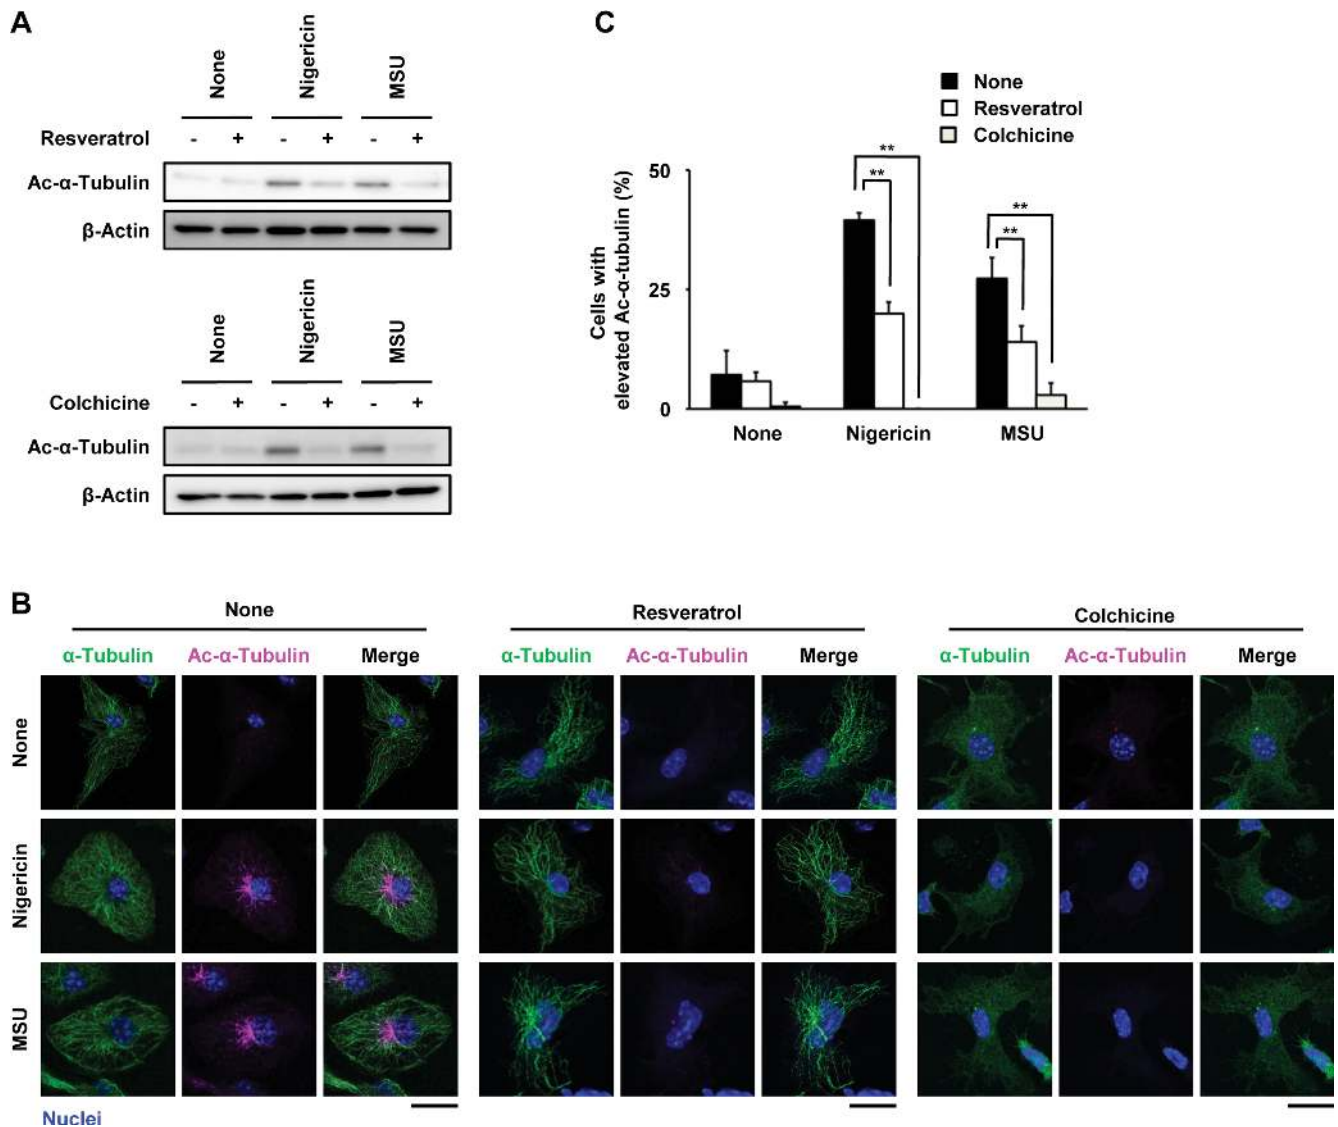 A
None Nigericin MSU
Resveratrol - + - + - +
Ac-α-Tubulin
β-Actin
None Nigericin MSU
Colchicine - + - + - +
Ac-α-Tubulin
β-Actin
C
None
Resveratrol
Colchicine
Cells with
elevated Ac-α-tubulin (%)
50
25
0
** **
** **
None Nigericin MSU
B
None Resveratrol Colchicine
α-Tubulin Ac-α-Tubulin Merge α-Tubulin Ac-α-Tubulin Merge α-Tubulin Ac-α-Tubulin Merge
None
Nigericin
MSU
Nuclei